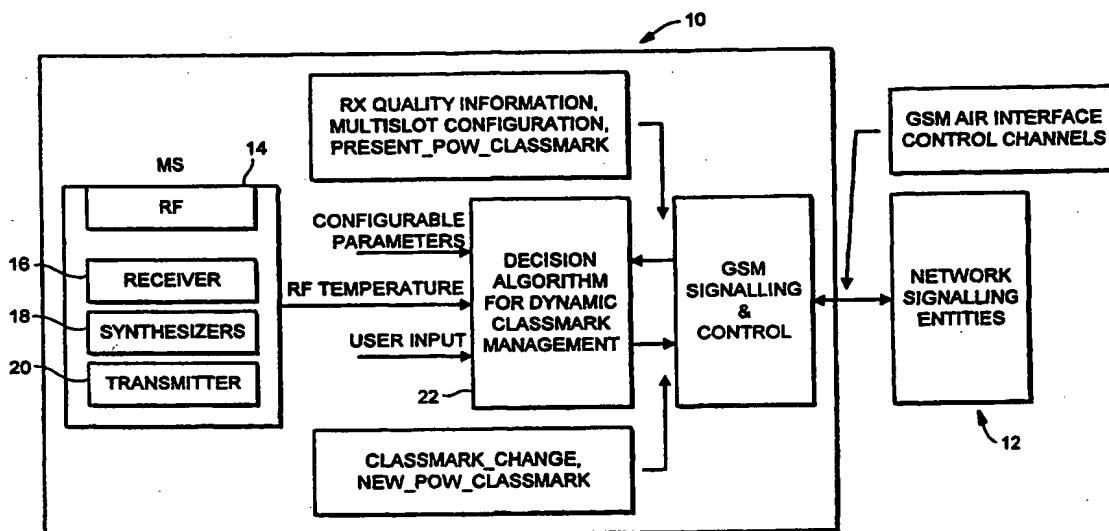 10
RX QUALITY INFORMATION,
MULTISLOT CONFIGURATION,
PRESENT_POW_CLASSMARK
GSM AIR INTERFACE
CONTROL CHANNELS
MS
14
RF
16
RECEIVER
18
SYNTHESIZERS
20
TRANSMITTER
CONFIGURABLE
PARAMETERS
RF TEMPERATURE
USER INPUT
DECISION
ALGORITHM
FOR DYNAMIC
CLASSMARK
MANAGEMENT
22
GSM
SIGNALLING
&
CONTROL
NETWORK
SIGNALLING
ENTITIES
12
CLASSMARK_CHANGE,
NEW_POW_CLASSMARK